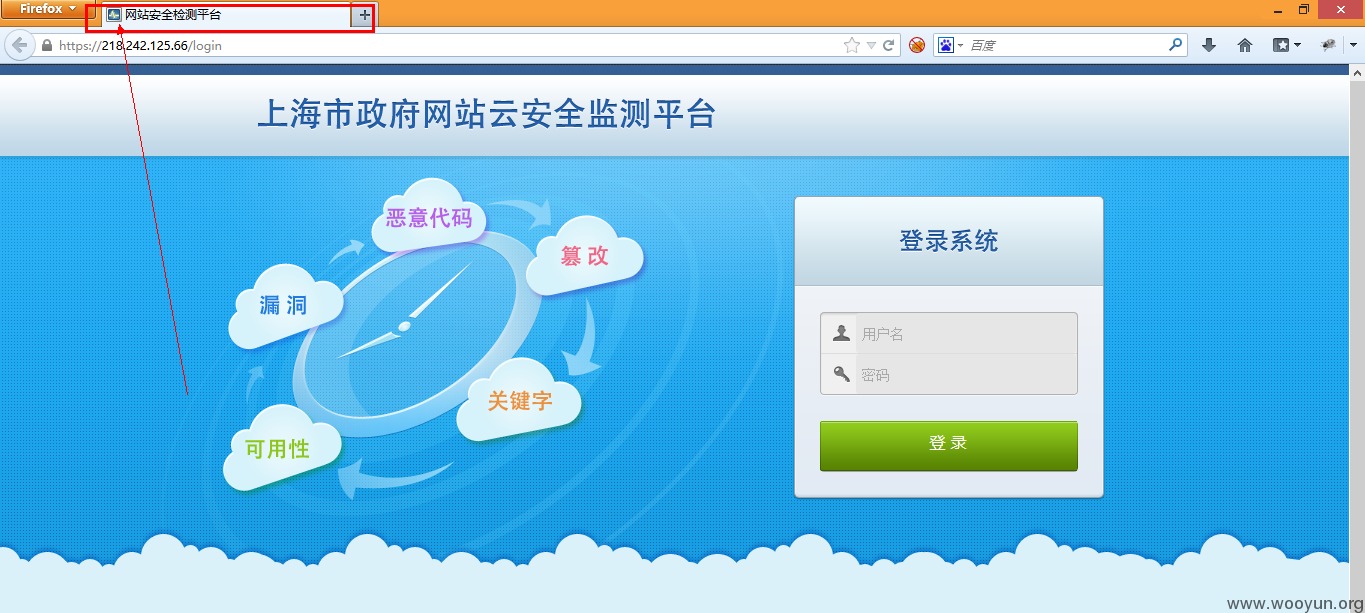 Firefox
网站安全检测平台
https://218.242.125.66/login
百度
上海市政府网站云安全监测平台
恶意代码
篡改
漏洞
关键字
可用性
登录系统
用户名
密码
登录
www.wooyun.org